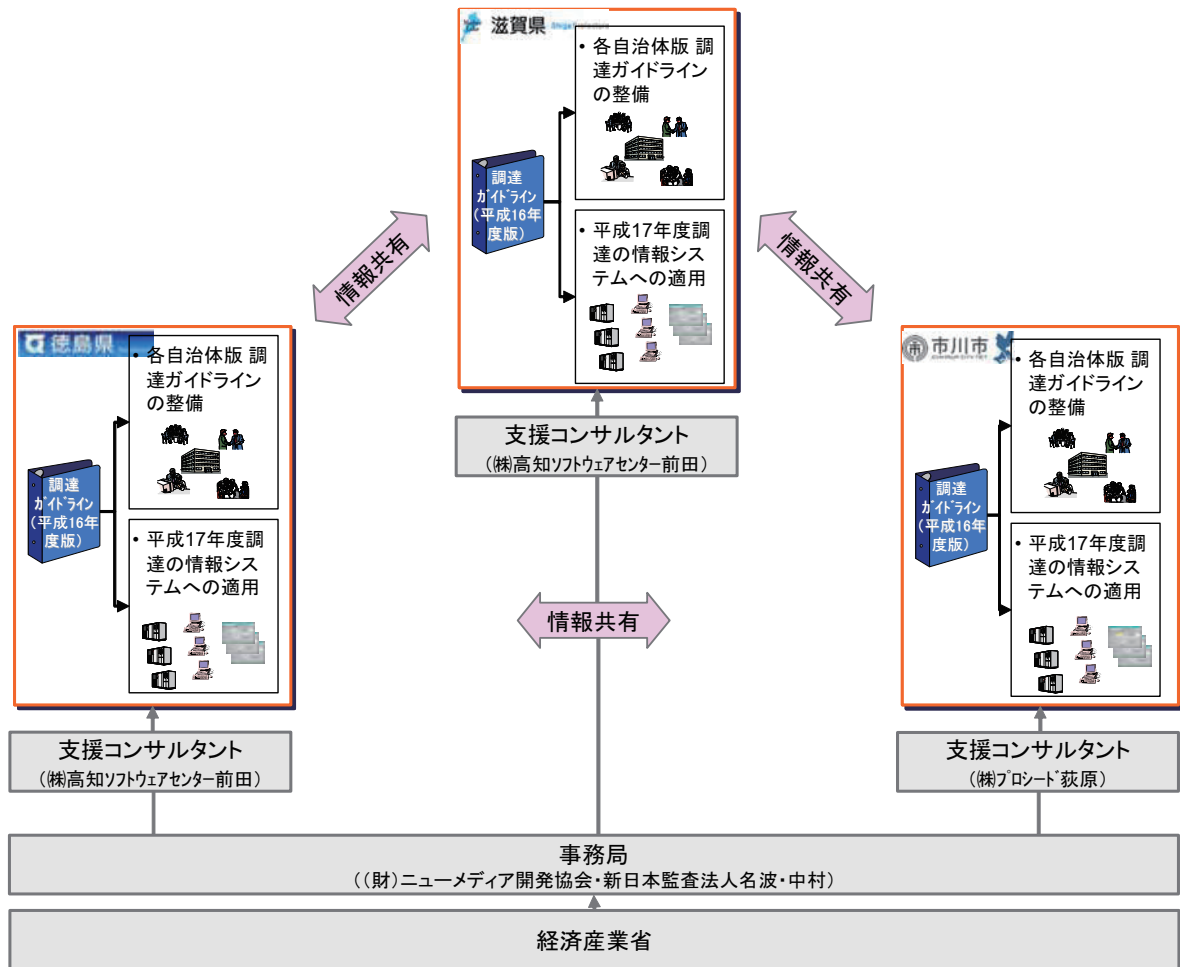 滋賀県
・各自治体版 調
達ガイドライン
の整備
調達
ガイドライン
(平成16年
度版)
・平成17年度調
達の情報シス
テムへの適用
情報共有
情報共有
徳島県
・各自治体版 調
達ガイドライン
の整備
調達
ガイドライン
(平成16年
度版)
・平成17年度調
達の情報シス
テムへの適用
市川市
・各自治体版 調
達ガイドライン
の整備
調達
ガイドライン
(平成16年
度版)
・平成17年度調
達の情報シス
テムへの適用
支援コンサルタント
(㈱高知ソフトウェアセンター前田)
情報共有
支援コンサルタント
(㈱高知ソフトウェアセンター前田)
支援コンサルタント
(㈱プロシード荻原)
事務局
((財)ニューメディア開発協会・新日本監査法人名波・中村)
経済産業省